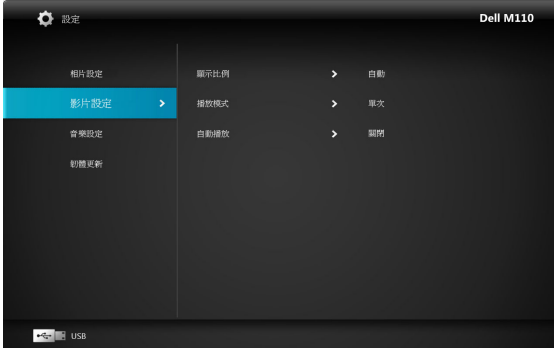 設定
Dell M110
相片設定
影片設定
音樂設定
韌體更新
顯示比例 自動
播放模式 單次
自動播放 關閉
USB